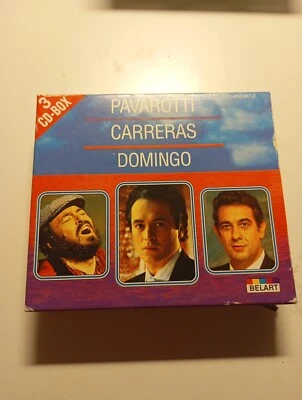 3
CD-BOX
PAVAROTTI
CARRERAS
DOMINGO
BELART